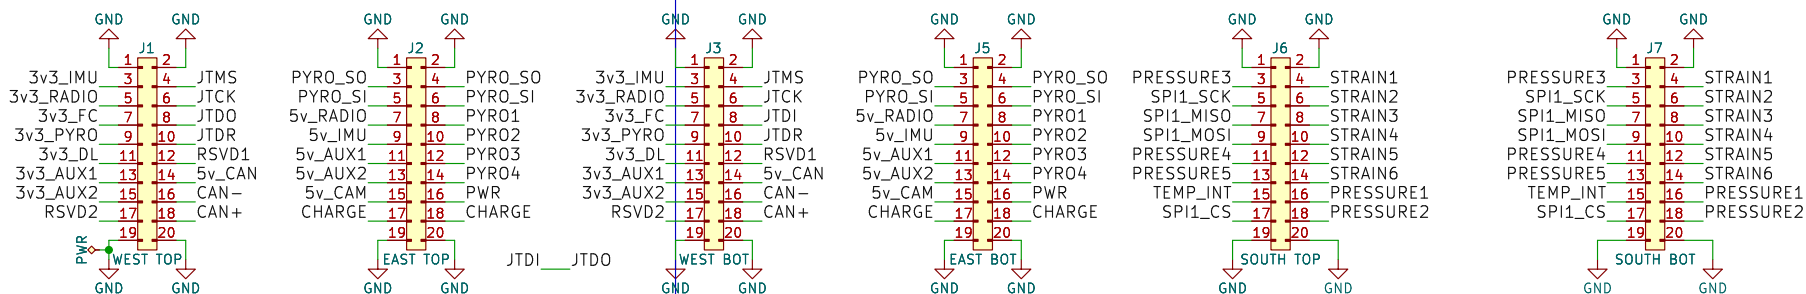 GND GND GND GND GND GND GND GND GND GND GND GND
J1 J2 J3 J5 J6 J7
1 2 1 2 1 2 1 2 1 2 1 2
3v3_IMU 3 4 JTMS PYRO_SO 3 4 PYRO_SO 3v3_IMU 3 4 JTMS PYRO_SO 3 4 PYRO_SO PRESSURE3 3 4 STRAIN1 PRESSURE3 3 4 STRAIN1
3v3_RADIO 5 6 JTCK PYRO_SI 5 6 PYRO_SI 3v3_RADIO 5 6 JTCK PYRO_SI 5 6 PYRO_SI SPI1_SCK 5 6 STRAIN2 SPI1_SCK 5 6 STRAIN2
3v3_FC 7 8 JTDO 5v_RADIO 7 8 PYRO1 3v3_FC 7 8 JTDI 5v_RADIO 7 8 PYRO1 SPI1_MISO 7 8 STRAIN3 SPI1_MISO 7 8 STRAIN3
3v3_PYRO 9 10 JTDR 5v_IMU 9 10 PYRO2 3v3_PYRO 9 10 JTDR 5v_IMU 9 10 PYRO2 SPI1_MOSI 9 10 STRAIN4 SPI1_MOSI 9 10 STRAIN4
3v3_DL 11 12 RSVD1 5v_AUX1 11 12 PYRO3 3v3_DL 11 12 RSVD1 5v_AUX1 11 12 PYRO3 PRESSURE4 11 12 STRAIN5 PRESSURE4 11 12 STRAIN5
3v3_AUX1 13 14 5v_CAN 5v_AUX2 13 14 PYRO4 3v3_AUX1 13 14 5v_CAN 5v_AUX2 13 14 PYRO4 PRESSURE5 13 14 STRAIN6 PRESSURE5 13 14 STRAIN6
3v3_AUX2 15 16 CAN- 5v_CAM 15 16 PWR 3v3_AUX2 15 16 CAN- 5v_CAM 15 16 PWR TEMP_INT 15 16 PRESSURE1 TEMP_INT 15 16 PRESSURE1
RSVD2 17 18 CAN+ CHARGE 17 18 CHARGE RSVD2 17 18 CAN+ CHARGE 17 18 CHARGE SPI1_CS 17 18 PRESSURE2 SPI1_CS 17 18 PRESSURE2
19 20 19 20 19 20 19 20 19 20 19 20
PWR WEST TOP EAST TOP JTDI JTDO WEST BOT EAST BOT SOUTH TOP SOUTH BOT
GND GND GND GND GND GND GND GND GND GND GND GND